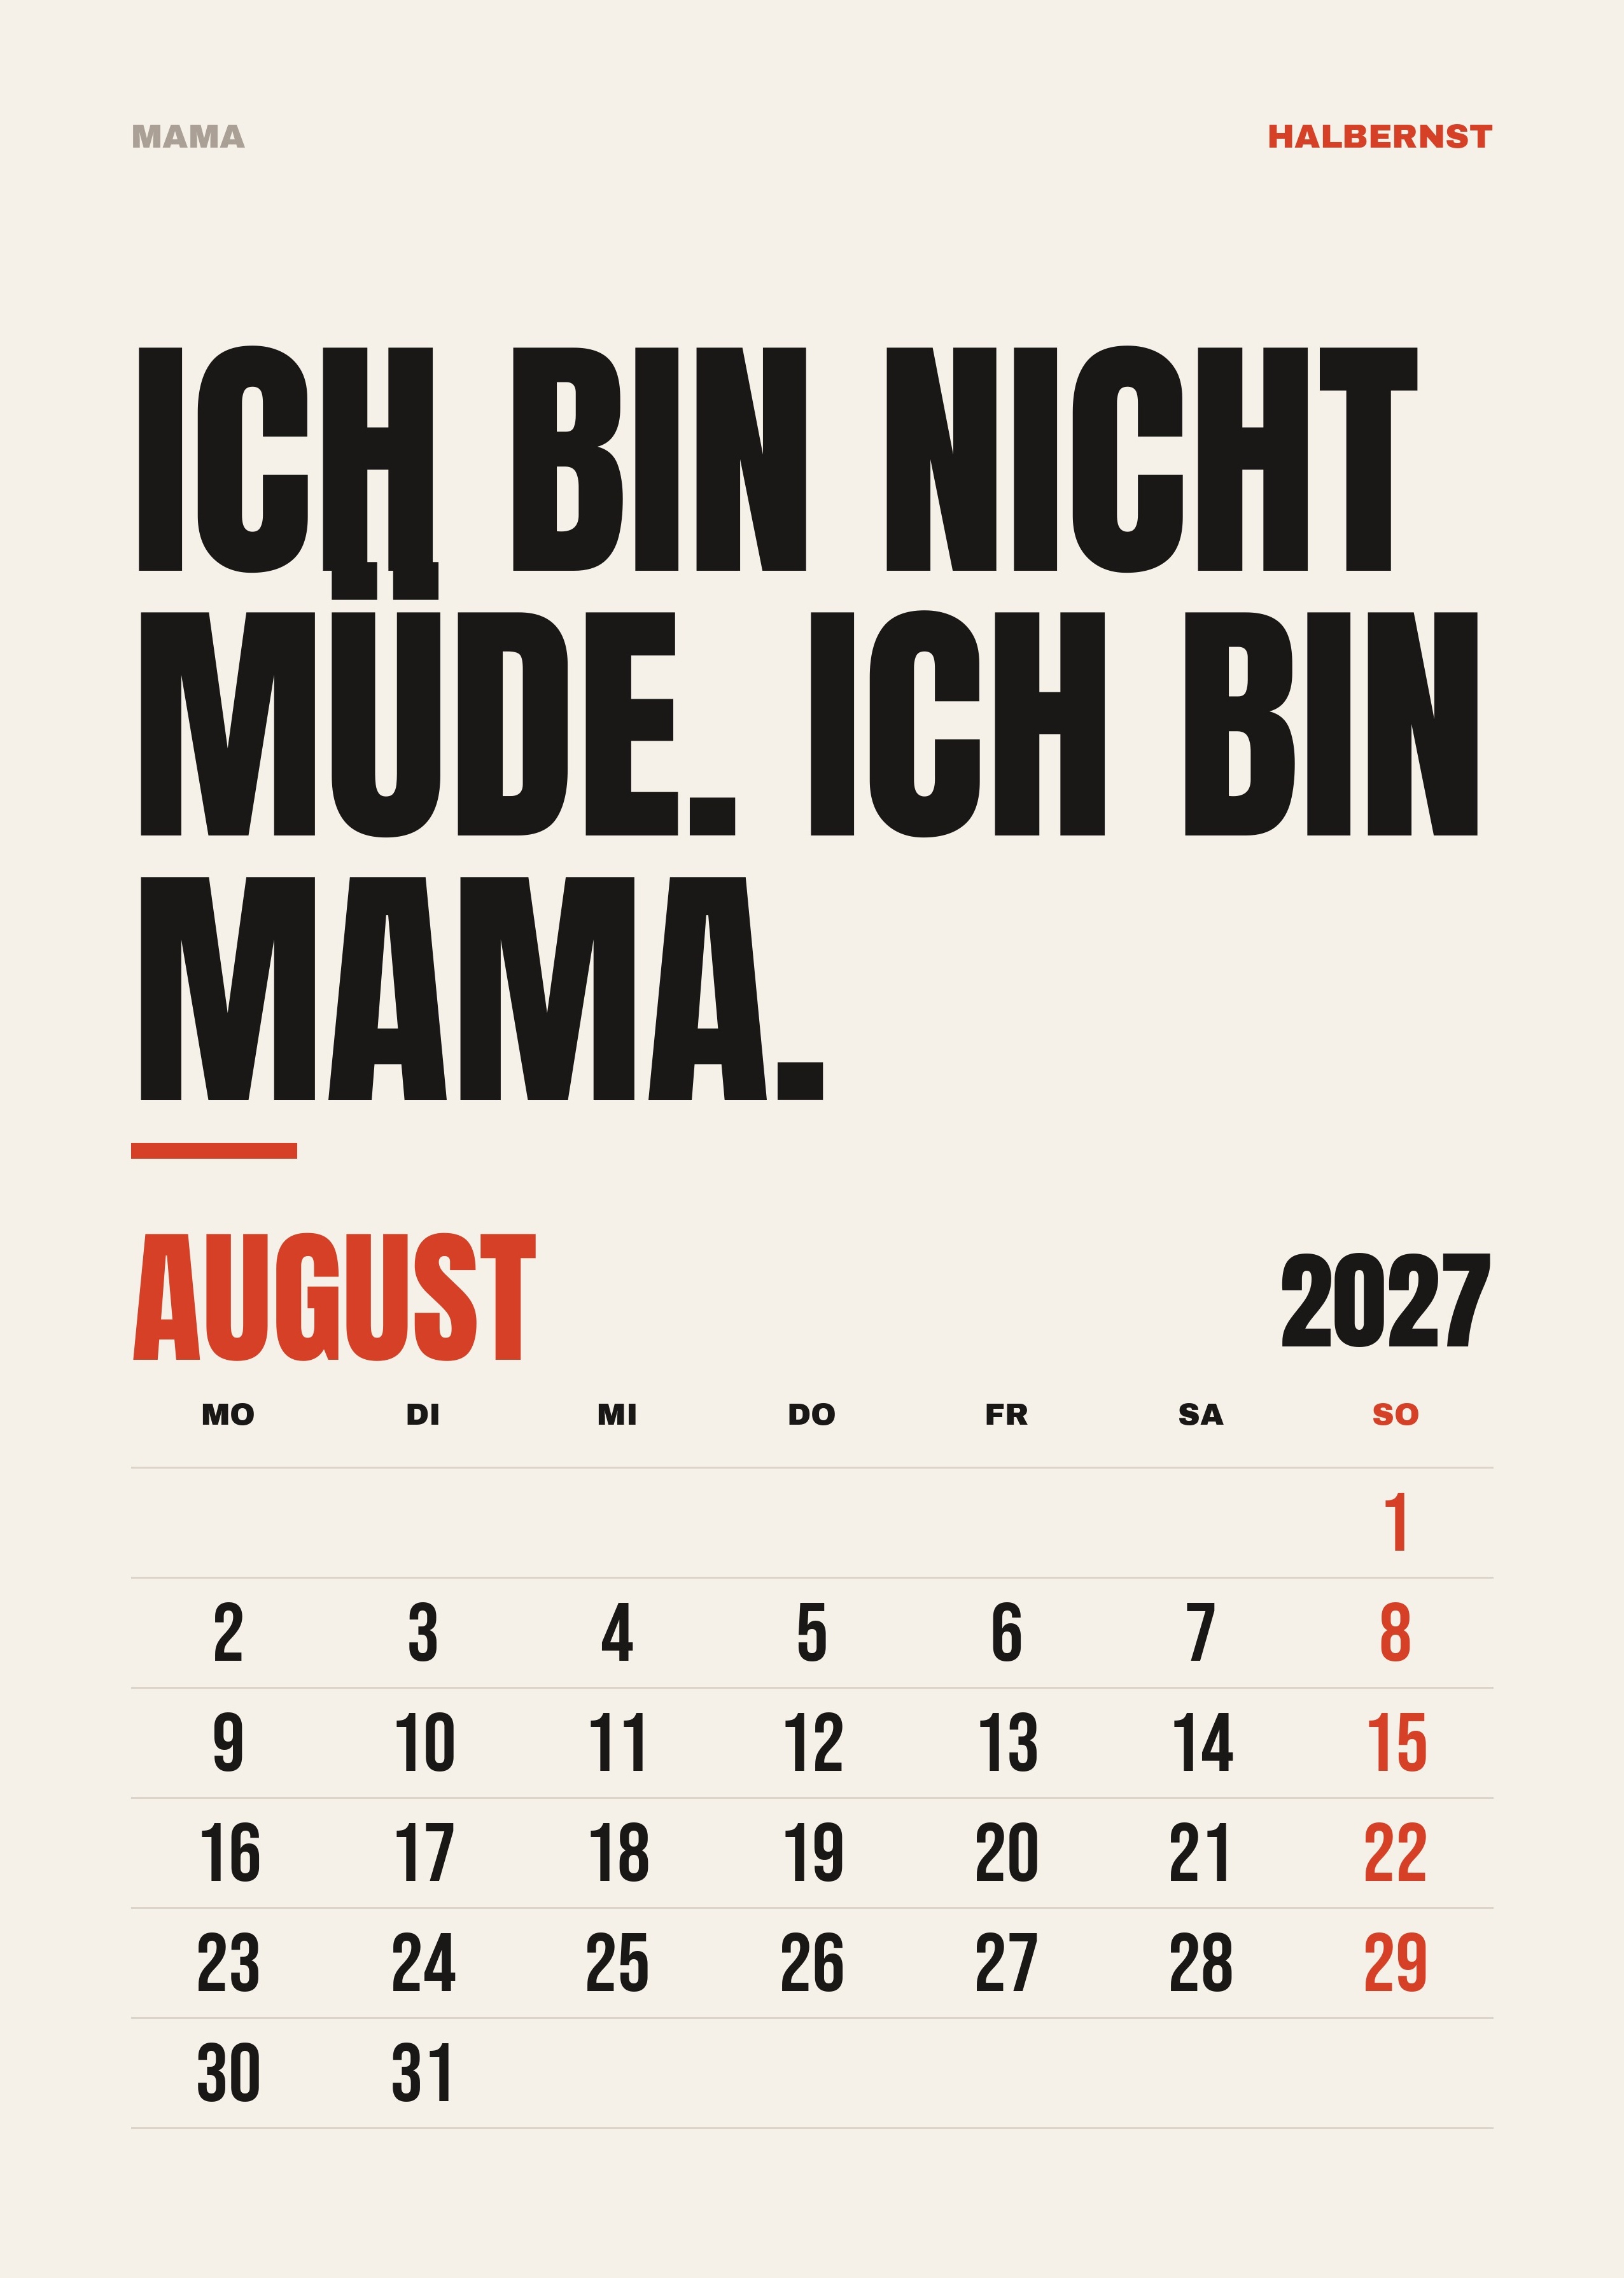 MAMA HALBERNST
ICH BIN NICHT
MÜDE. ICH BIN
MAMA.
AUGUST 2027
MO DI MI DO FR SA SO
1
2 3 4 5 6 7 8
9 10 11 12 13 14 15
16 17 18 19 20 21 22
23 24 25 26 27 28 29
30 31